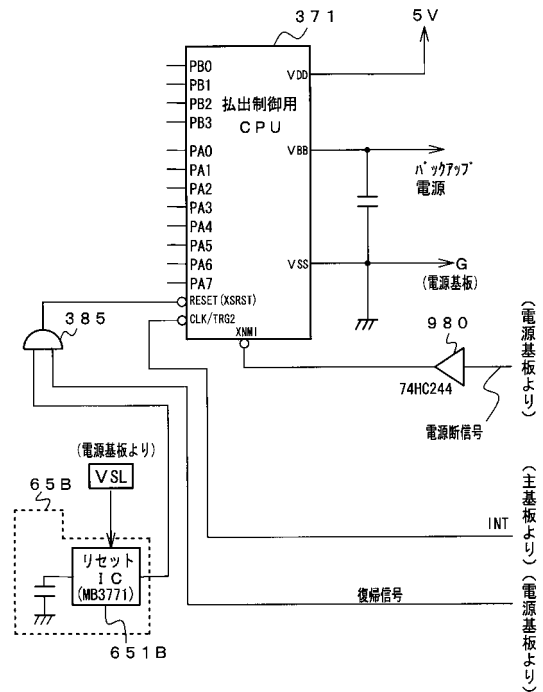 371
5V
PB0
PB1
PB2
PB3
PA0
PA1
PA2
PA3
PA4
PA5
PA6
PA7
払出制御用
CPU
VDD
VBB
VSS
バックアップ
電源
G
(電源基板)
RESET(XSRST)
CLK/TRG2
XNMI
385
980
74HC244
電源断信号
(電源基板より)
(電源基板より)
VSL
65B
リセット
IC
(MB3771)
651B
INT
(主基板より)
復帰信号
(電源基板より)